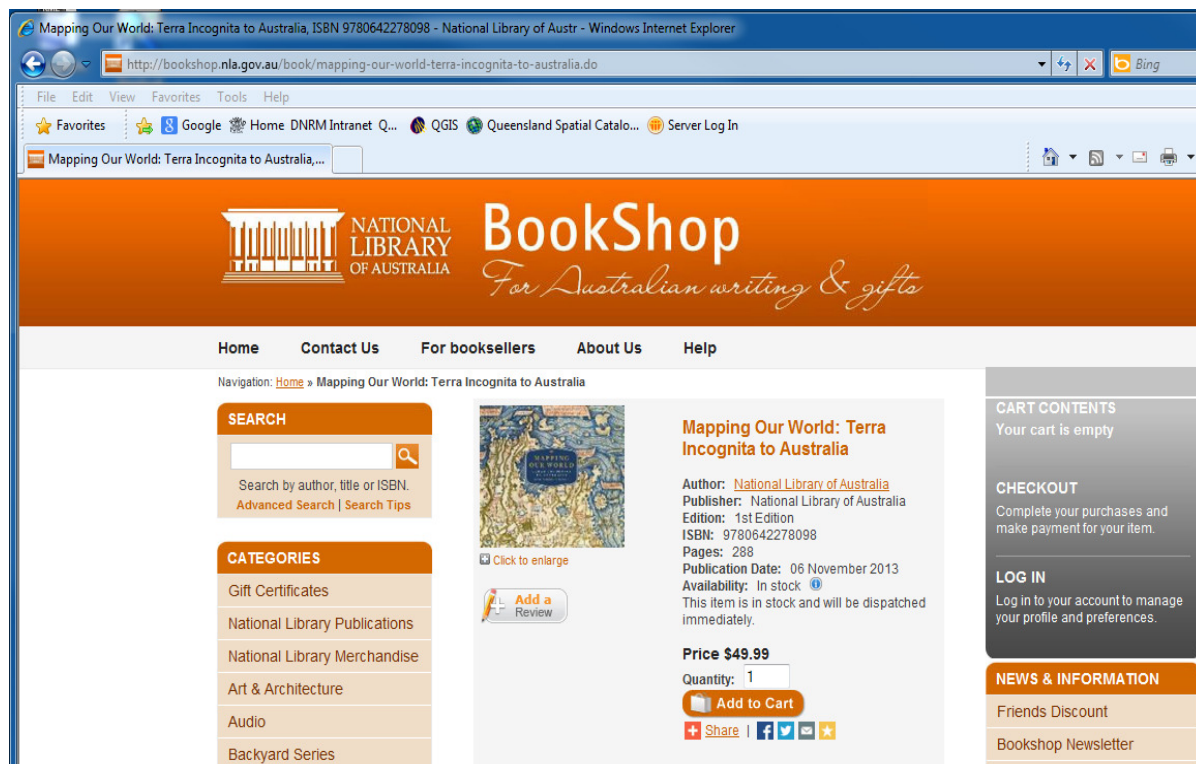 Mapping Our World: Terra Incognita to Australia, ISBN 9780642278098 - National Library of Austr - Windows Internet Explorer
http://bookshop.nla.gov.au/book/mapping-our-world-terra-incognita-to-australia.do
Bing
File Edit View Favorites Tools Help
Favorites Google Home DNRM Intranet Q... QGIS Queensland Spatial Catalo... Server Log In
Mapping Our World: Terra Incognita to Australia,...
NATIONAL
LIBRARY
OF AUSTRALIA
BookShop
For Australian writing & gifts
Home Contact Us For booksellers About Us Help
Navigation: Home » Mapping Our World: Terra Incognita to Australia
SEARCH
Search by author, title or ISBN.
Advanced Search | Search Tips
CATEGORIES
Gift Certificates
National Library Publications
National Library Merchandise
Art & Architecture
Audio
Backyard Series
MAPPING
OUR WORLD
Click to enlarge
Add a
Review
Mapping Our World: Terra
Incognita to Australia
Author: National Library of Australia
Publisher: National Library of Australia
Edition: 1st Edition
ISBN: 9780642278098
Pages: 288
Publication Date: 06 November 2013
Availability: In stock
This item is in stock and will be dispatched
immediately.
Price $49.99
Quantity: 1
Add to Cart
Share |
CART CONTENTS
Your cart is empty
CHECKOUT
Complete your purchases and
make payment for your item.
LOG IN
Log in to your account to manage
your profile and preferences.
NEWS & INFORMATION
Friends Discount
Bookshop Newsletter